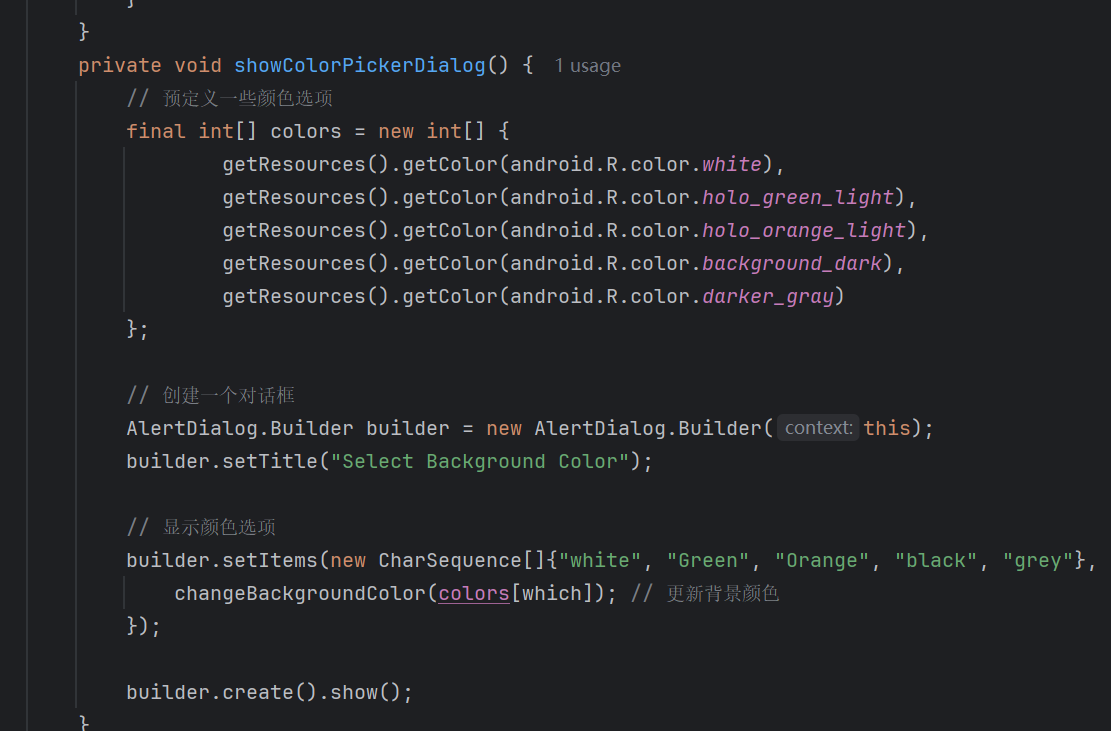 }
}
private void showColorPickerDialog() { 1 usage
// 预定义一些颜色选项
final int[] colors = new int[] {
getResources().getColor(android.R.color.white),
getResources().getColor(android.R.color.holo_green_light),
getResources().getColor(android.R.color.holo_orange_light),
getResources().getColor(android.R.color.background_dark),
getResources().getColor(android.R.color.darker_gray)
};
// 创建一个对话框
AlertDialog.Builder builder = new AlertDialog.Builder( context: this);
builder.setTitle("Select Background Color");
// 显示颜色选项
builder.setItems(new CharSequence[]{"white", "Green", "Orange", "black", "grey"},
changeBackgroundColor(colors[which]); // 更新背景颜色
});
builder.create().show();
}